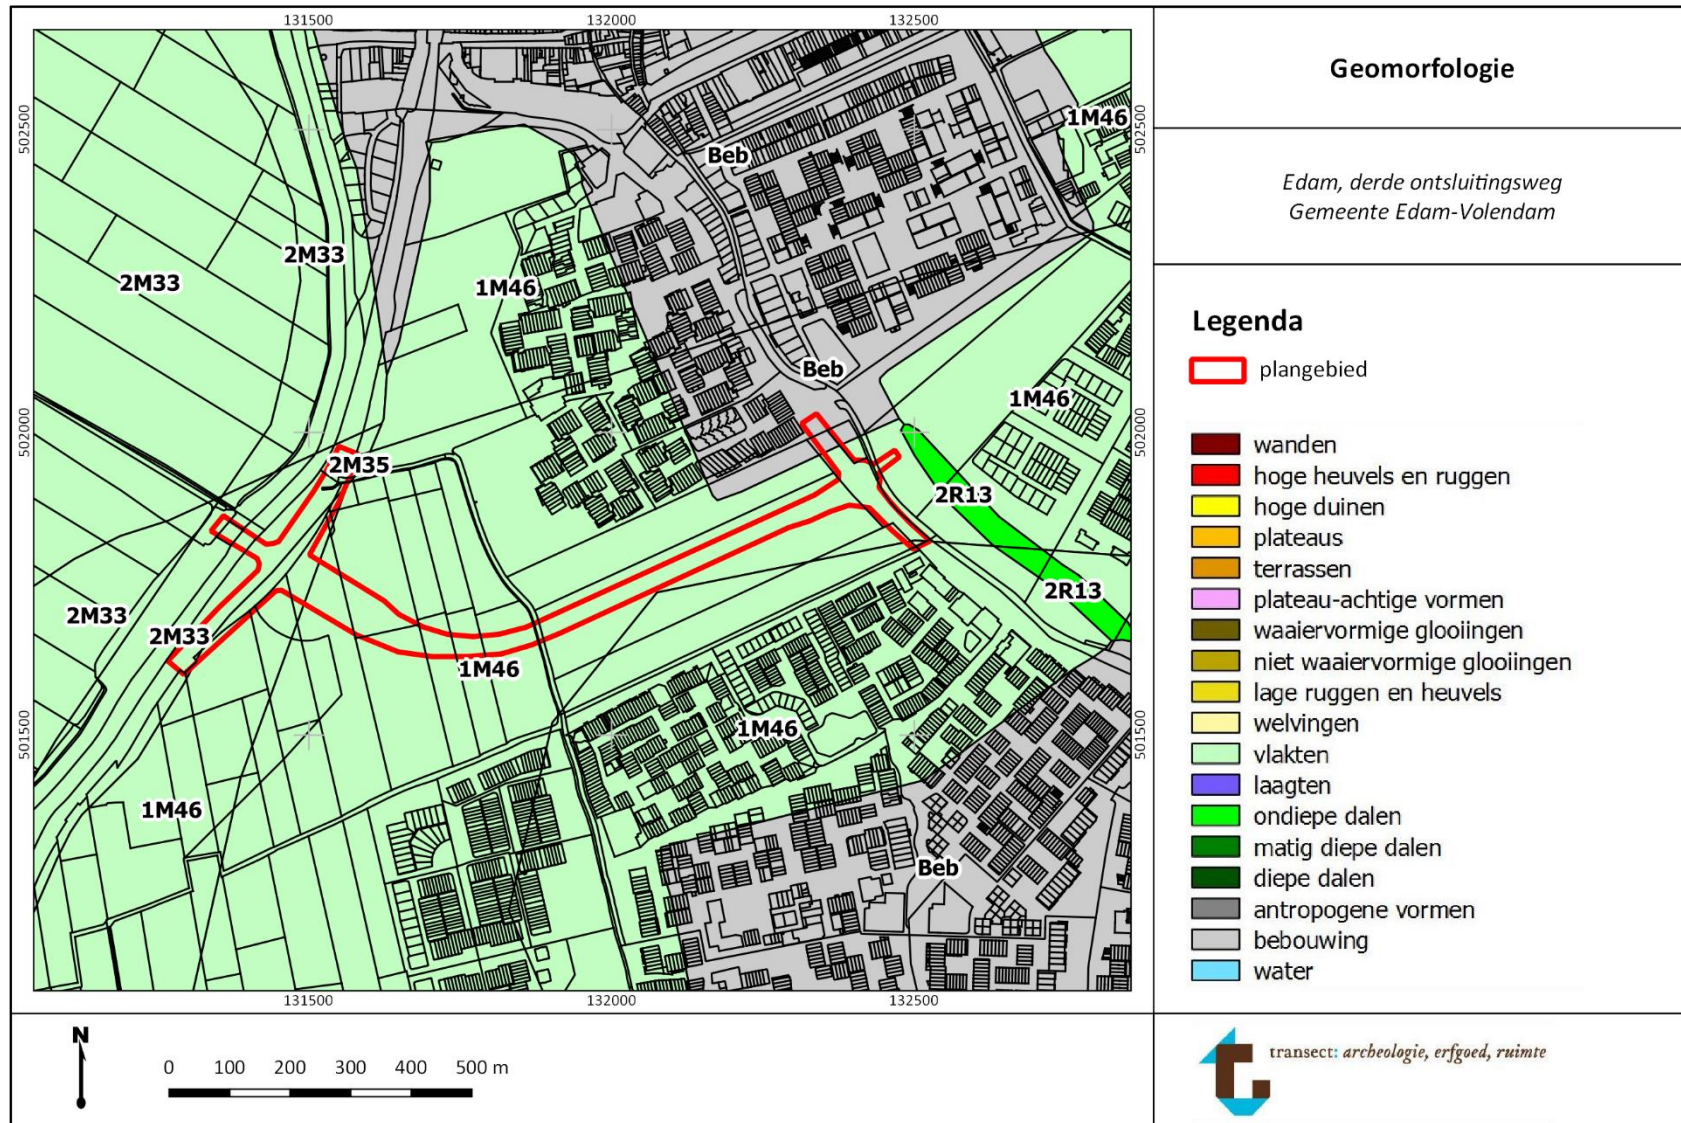 131500
132000
132500
502500
502500
1M46
Beb
2M33
2M33
1M46
Beb
1M46
502000
502000
2M35
2R13
2R13
2M33
2M33
1M46
1M46
501500
501500
1M46
Beb
131500
132000
132500
N
0 100 200 300 400 500 m
Geomorfologie
Edam, derde ontsluitingsweg
Gemeente Edam-Volendam
Legenda
plangebied
wanden
hoge heuvels en ruggen
hoge duinen
plateaus
terrassen
plateau-achtige vormen
waaiervormige glooiingen
niet waaiervormige glooiingen
lage ruggen en heuvels
welvingen
vlakten
laagten
ondiepe dalen
matig diepe dalen
diepe dalen
antropogene vormen
bebouwing
water
transect: archeologie, erfgoed, ruimte